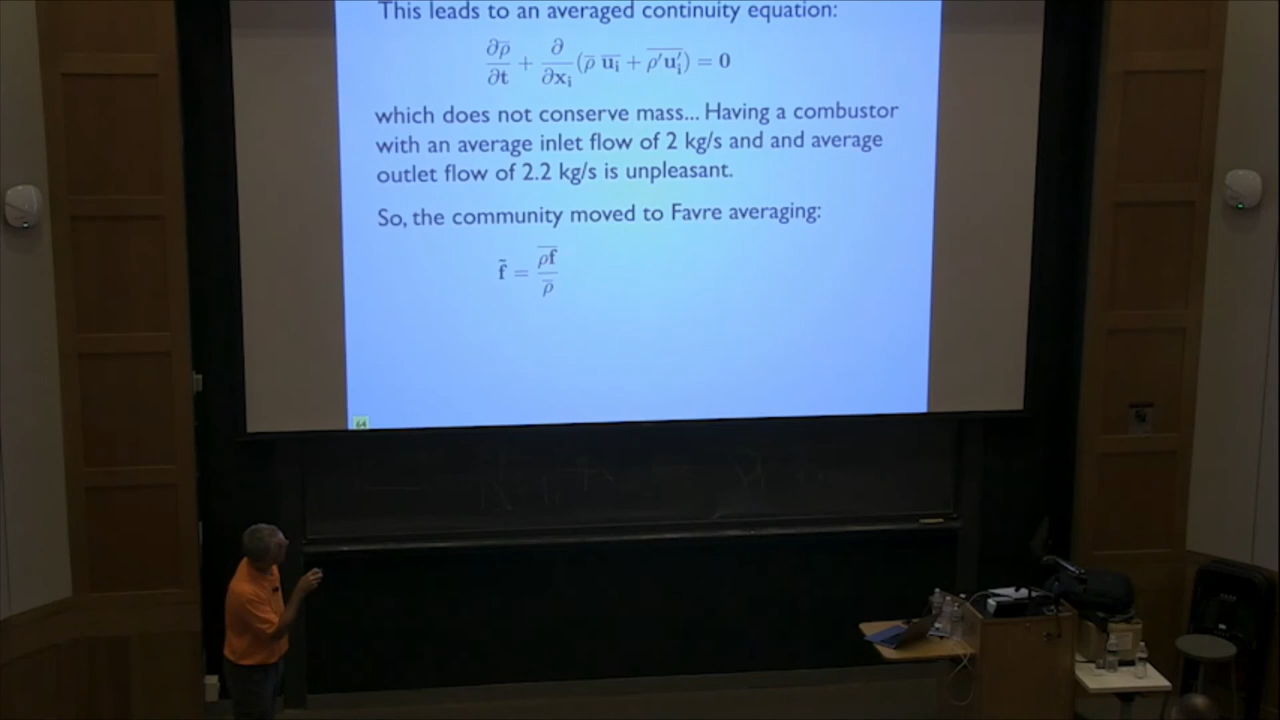 This leads to an averaged continuity equation:
∂ρ̅/∂t + ∂/∂xᵢ (ρ̅ u̅ᵢ + \overline{ρ′u′ᵢ}) = 0
which does not conserve mass... Having a combustor
with an average inlet flow of 2 kg/s and and average
outlet flow of 2.2 kg/s is unpleasant.
So, the community moved to Favre averaging:
f̃ = \overline{ρf}/ρ̅
64